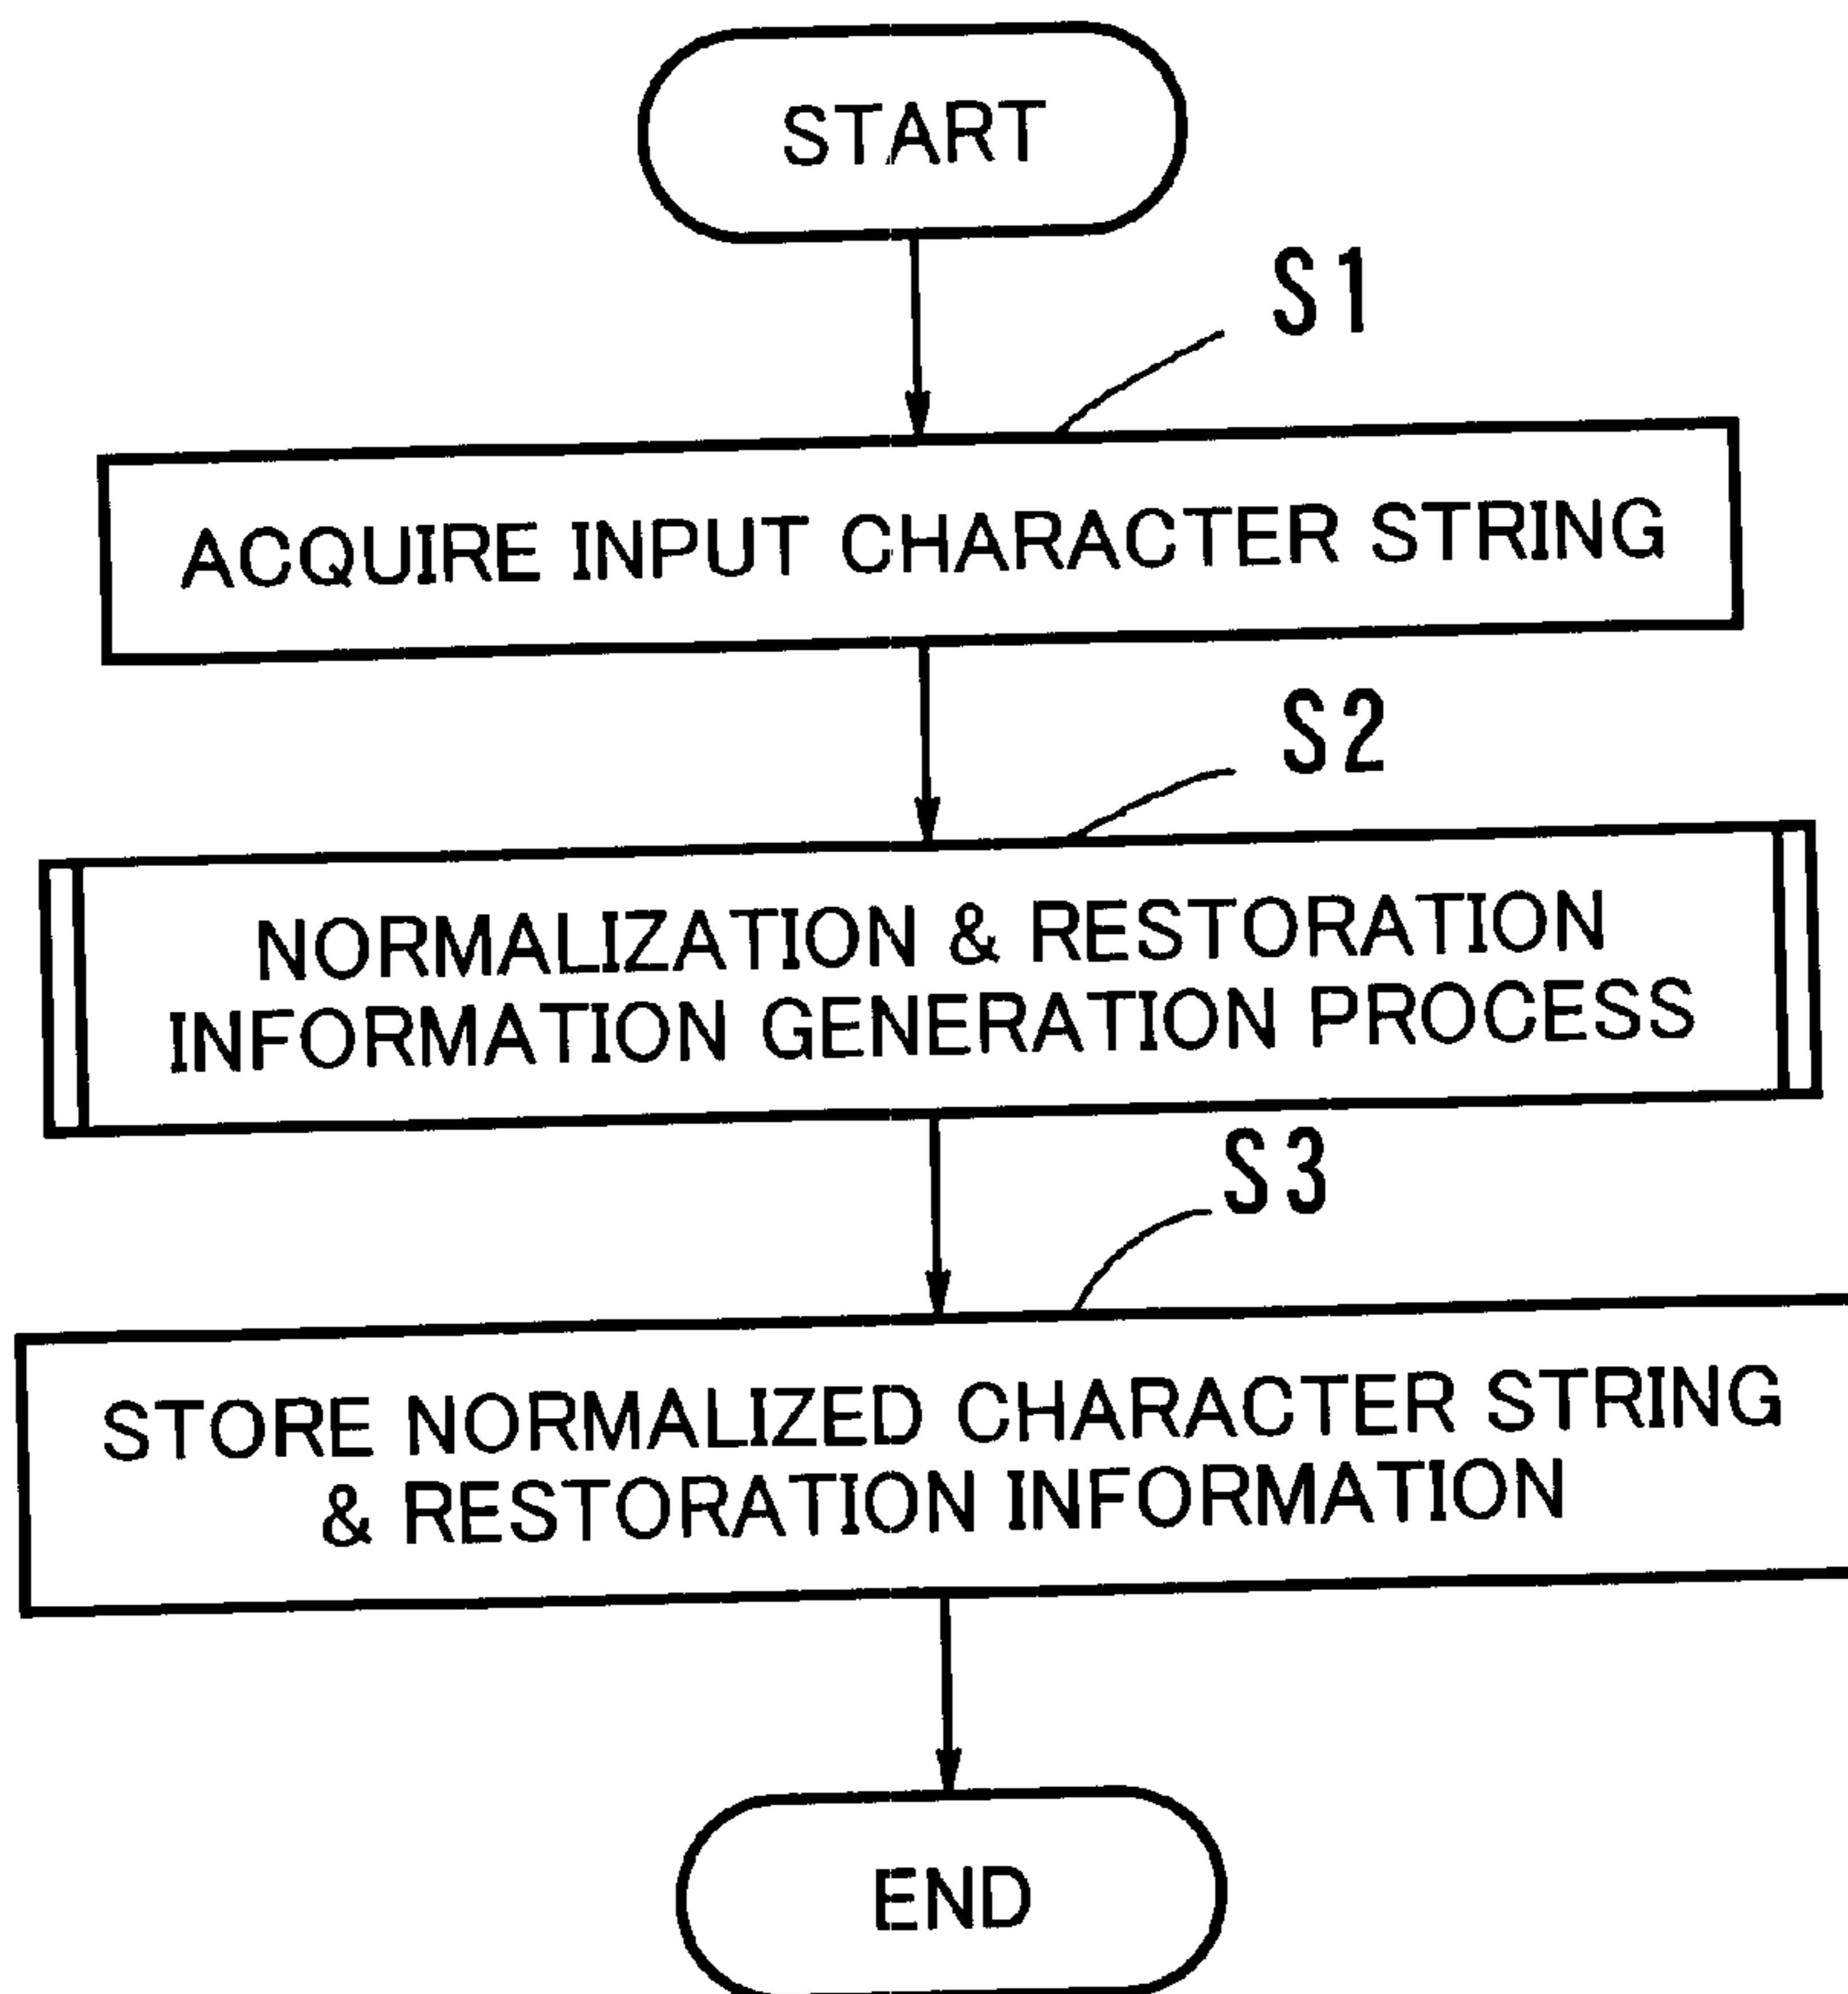 START
S1
ACQUIRE INPUT CHARACTER STRING
S2
NORMALIZATION & RESTORATION
INFORMATION GENERATION PROCESS
S3
STORE NORMALIZED CHARACTER STRING
& RESTORATION INFORMATION
END